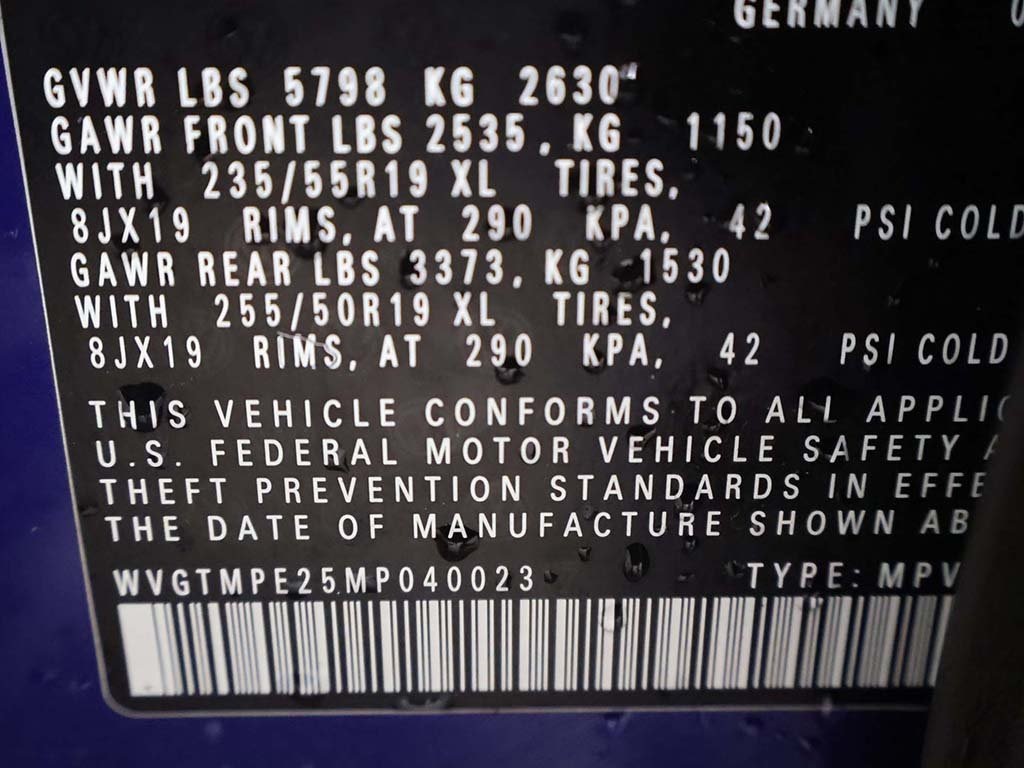 GERMANY
GVWR LBS 5798 KG 2630
GAWR FRONT LBS 2535, KG 1150
WITH 235/55R19 XL TIRES,
8JX19 RIMS, AT 290 KPA, 42 PSI COLD
GAWR REAR LBS 3373, KG 1530
WITH 255/50R19 XL TIRES,
8JX19 RIMS, AT 290 KPA, 42 PSI COLD
THIS VEHICLE CONFORMS TO ALL APPLIC
U.S. FEDERAL MOTOR VEHICLE SAFETY
THEFT PREVENTION STANDARDS IN EFFE
THE DATE OF MANUFACTURE SHOWN AB
WVGTMPE25MP040023 TYPE: MPV